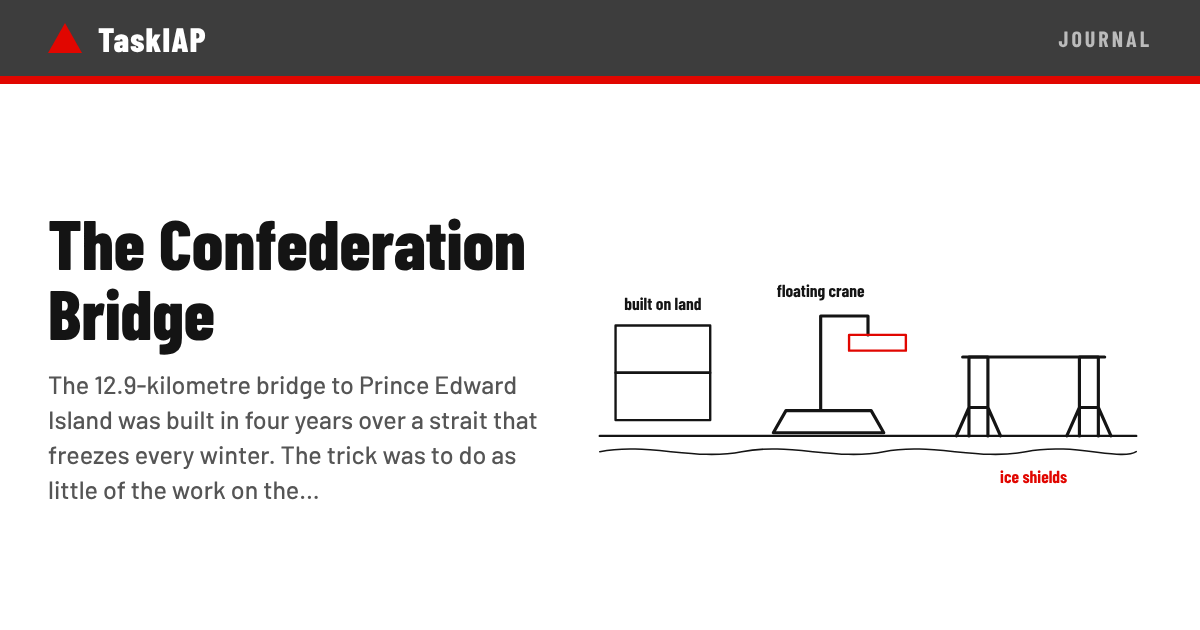 TaskIAP
JOURNAL
The Confederation
Bridge
The 12.9-kilometre bridge to Prince Edward
Island was built in four years over a strait that
freezes every winter. The trick was to do as
little of the work on the...
built on land
floating crane
ice shields